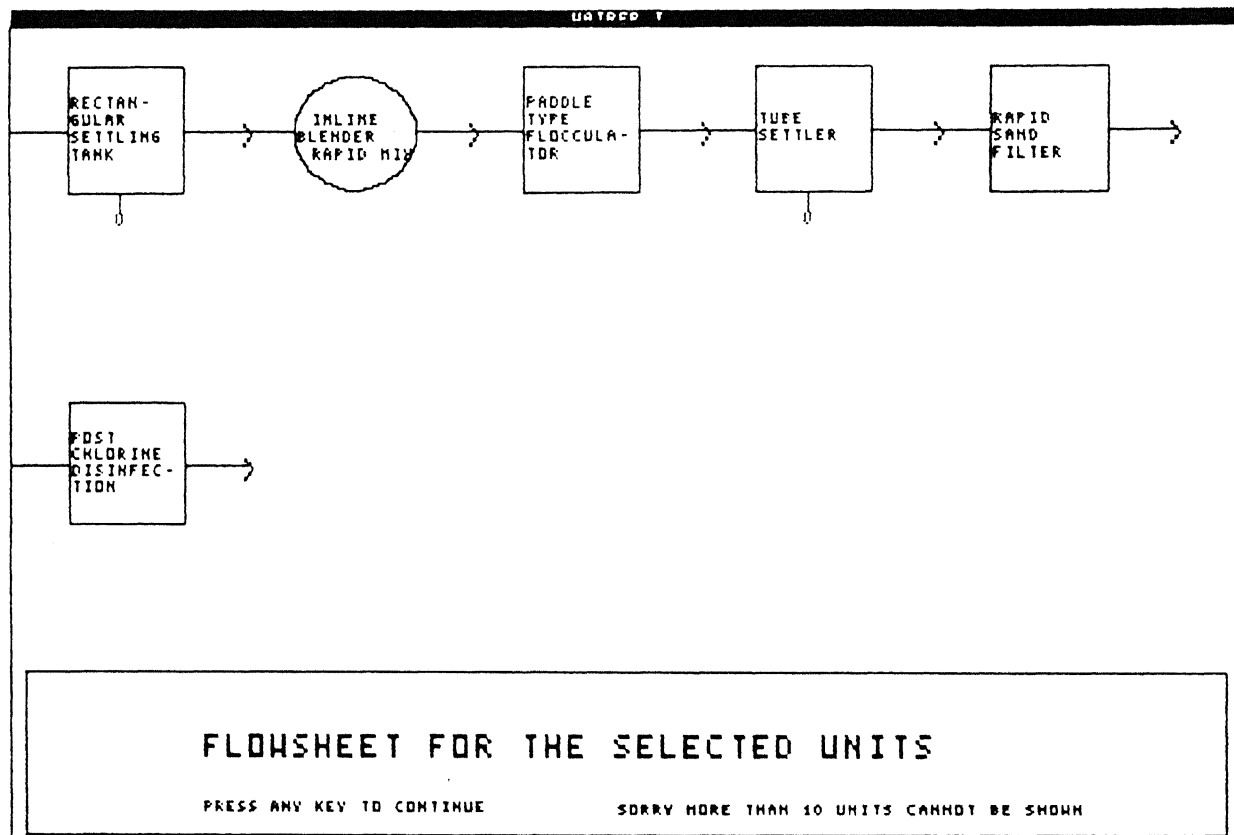 RECTAN-
GULAR
SETTLING
TANK
INLINE
BLENDER
RAPID MIX
PADDLE
TYPE
FLOCCULA-
TOR
TUBE
SETTLER
RAPID
SAND
FILTER
0
0
POST
CHLORINE
DISINFEC-
TION
FLOWSHEET FOR THE SELECTED UNITS
PRESS ANY KEY TO CONTINUE
SORRY MORE THAN 10 UNITS CANNOT BE SHOWN